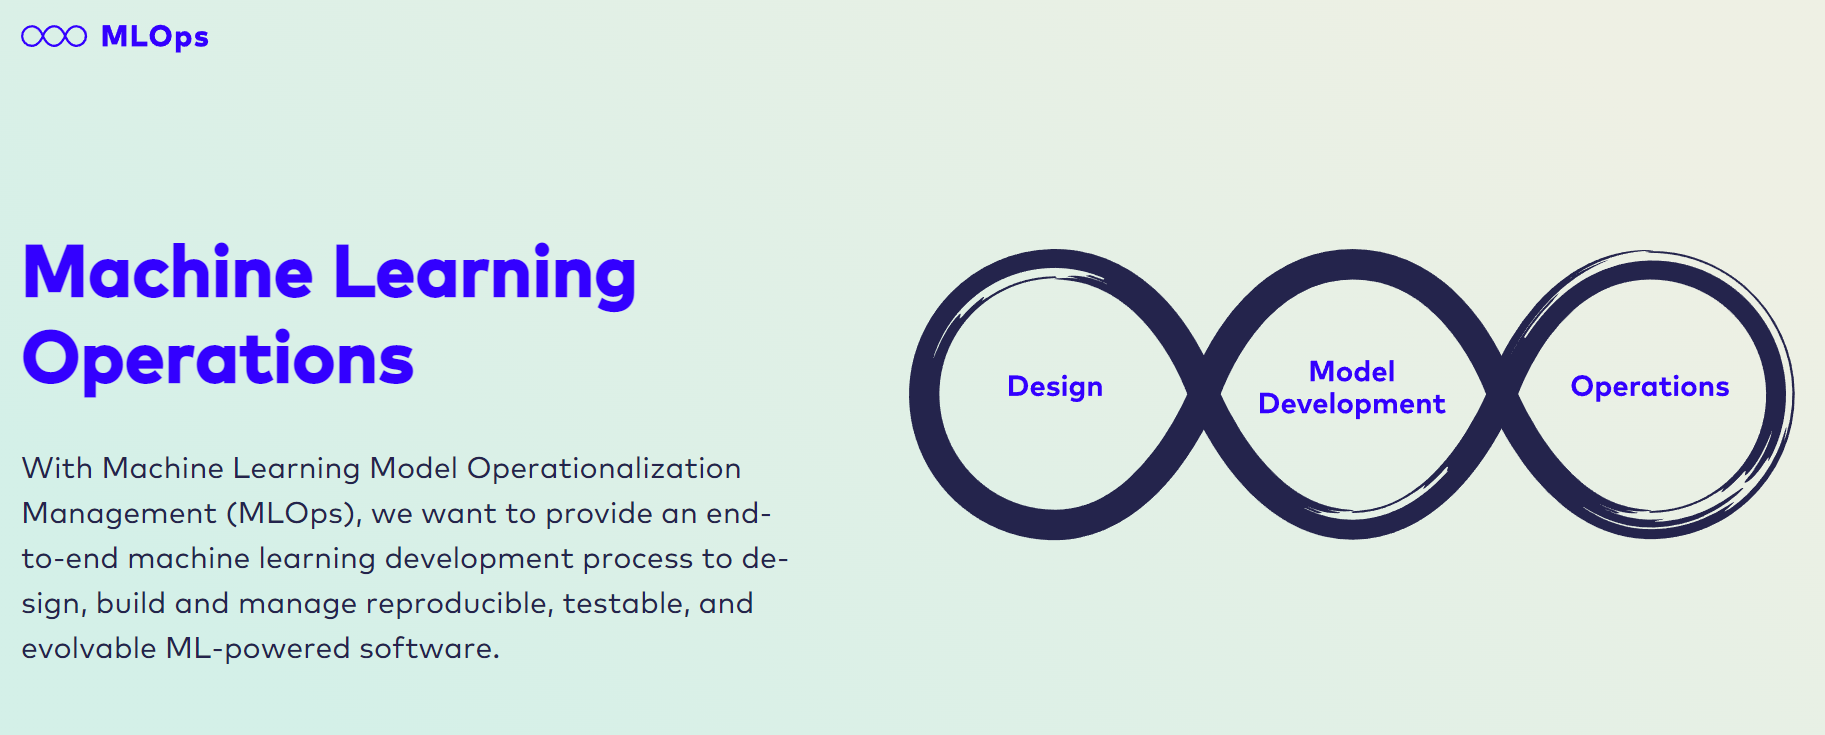 MLOps
Machine Learning
Operations
With Machine Learning Model Operationalization
Management (MLOps), we want to provide an end-
to-end machine learning development process to de-
sign, build and manage reproducible, testable, and
evolvable ML-powered software.
Design
Model
Development
Operations